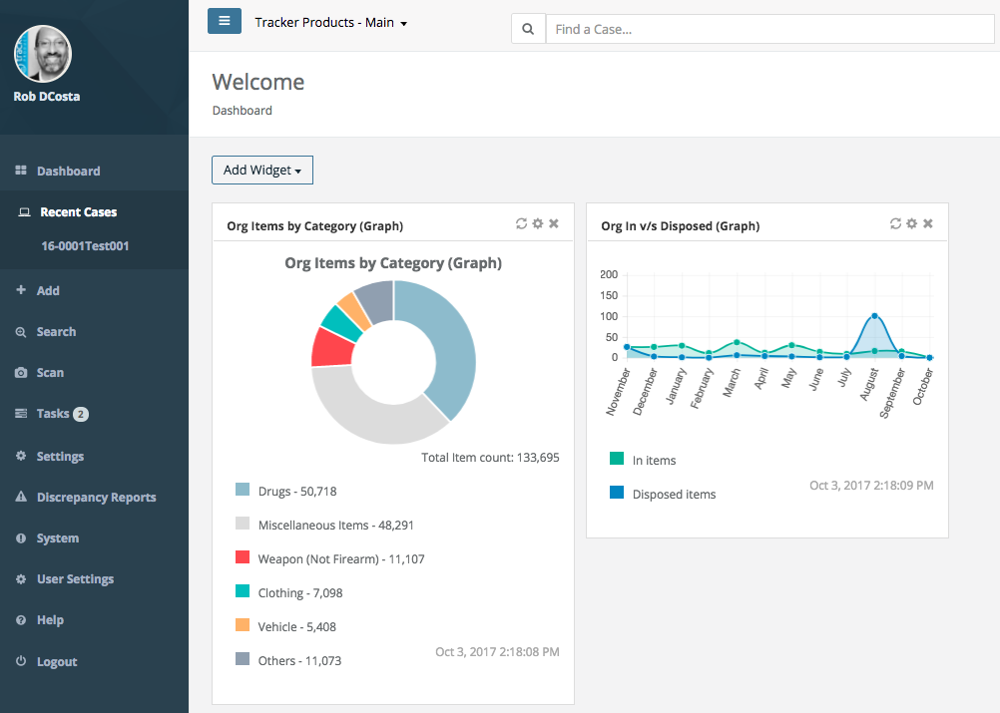 Rob DCosta
Dashboard
Recent Cases
16-0001Test001
Add
Search
Scan
Tasks 2
Settings
Discrepancy Reports
System
User Settings
Help
Logout
Tracker Products - Main
Find a Case...
Welcome
Dashboard
Add Widget
Org Items by Category (Graph)
Org Items by Category (Graph)
Total Item count: 133,695
Drugs - 50,718
Miscellaneous Items - 48,291
Weapon (Not Firearm) - 11,107
Clothing - 7,098
Vehicle - 5,408
Others - 11,073
Oct 3, 2017 2:18:08 PM
Org In v/s Disposed (Graph)
200
150
100
50
0
November
December
January
February
March
April
May
June
July
August
September
October
In items
Disposed items
Oct 3, 2017 2:18:09 PM